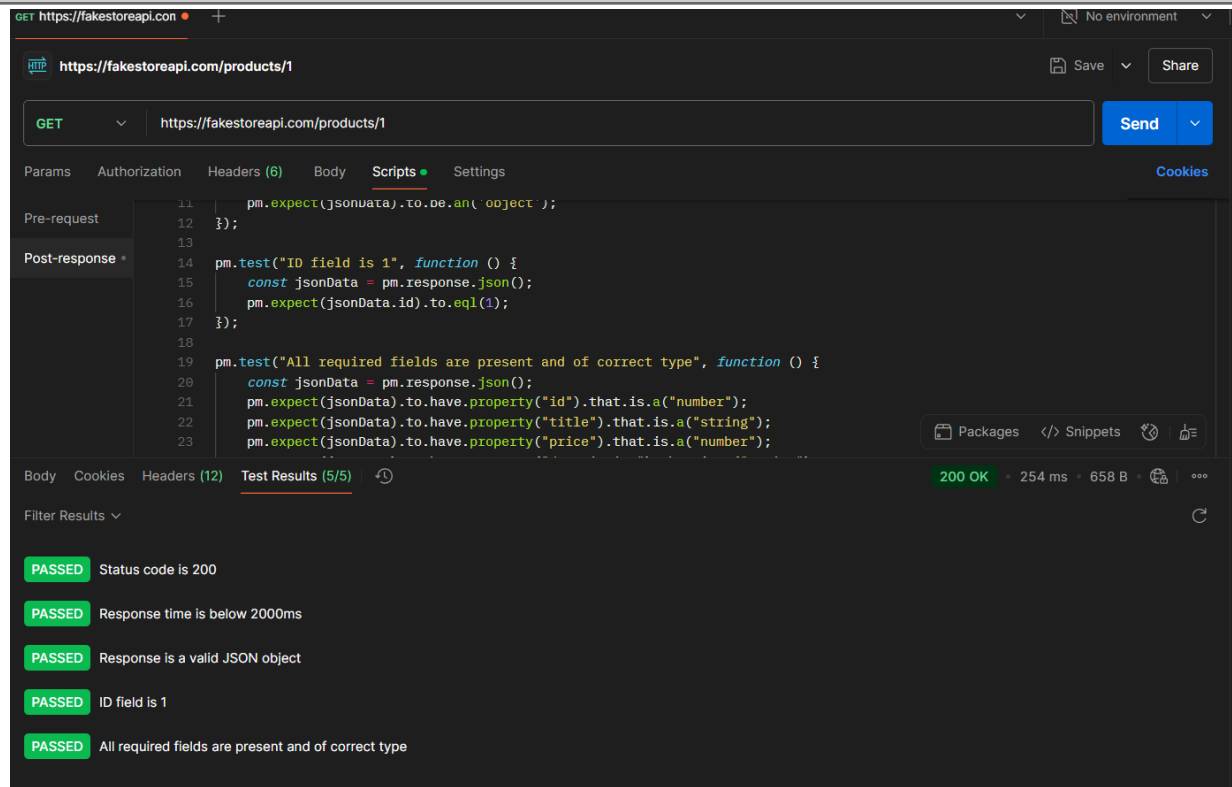 GET https://fakestoreapi.con
No environment
HTTP https://fakestoreapi.com/products/1
Save
Share
GET https://fakestoreapi.com/products/1
Send
Params Authorization Headers (6) Body Scripts Settings
Cookies
Pre-request
Post-response
11 pm.expect(jsonData).to.be.an('object');
12 });
13
14 pm.test("ID field is 1", function () {
15 const jsonData = pm.response.json();
16 pm.expect(jsonData.id).to.eql(1);
17 });
18
19 pm.test("All required fields are present and of correct type", function () {
20 const jsonData = pm.response.json();
21 pm.expect(jsonData).to.have.property("id").that.is.a("number");
22 pm.expect(jsonData).to.have.property("title").that.is.a("string");
23 pm.expect(jsonData).to.have.property("price").that.is.a("number");
Packages </> Snippets
Body Cookies Headers (12) Test Results (5/5)
200 OK 254 ms 658 B
Filter Results
PASSED Status code is 200
PASSED Response time is below 2000ms
PASSED Response is a valid JSON object
PASSED ID field is 1
PASSED All required fields are present and of correct type